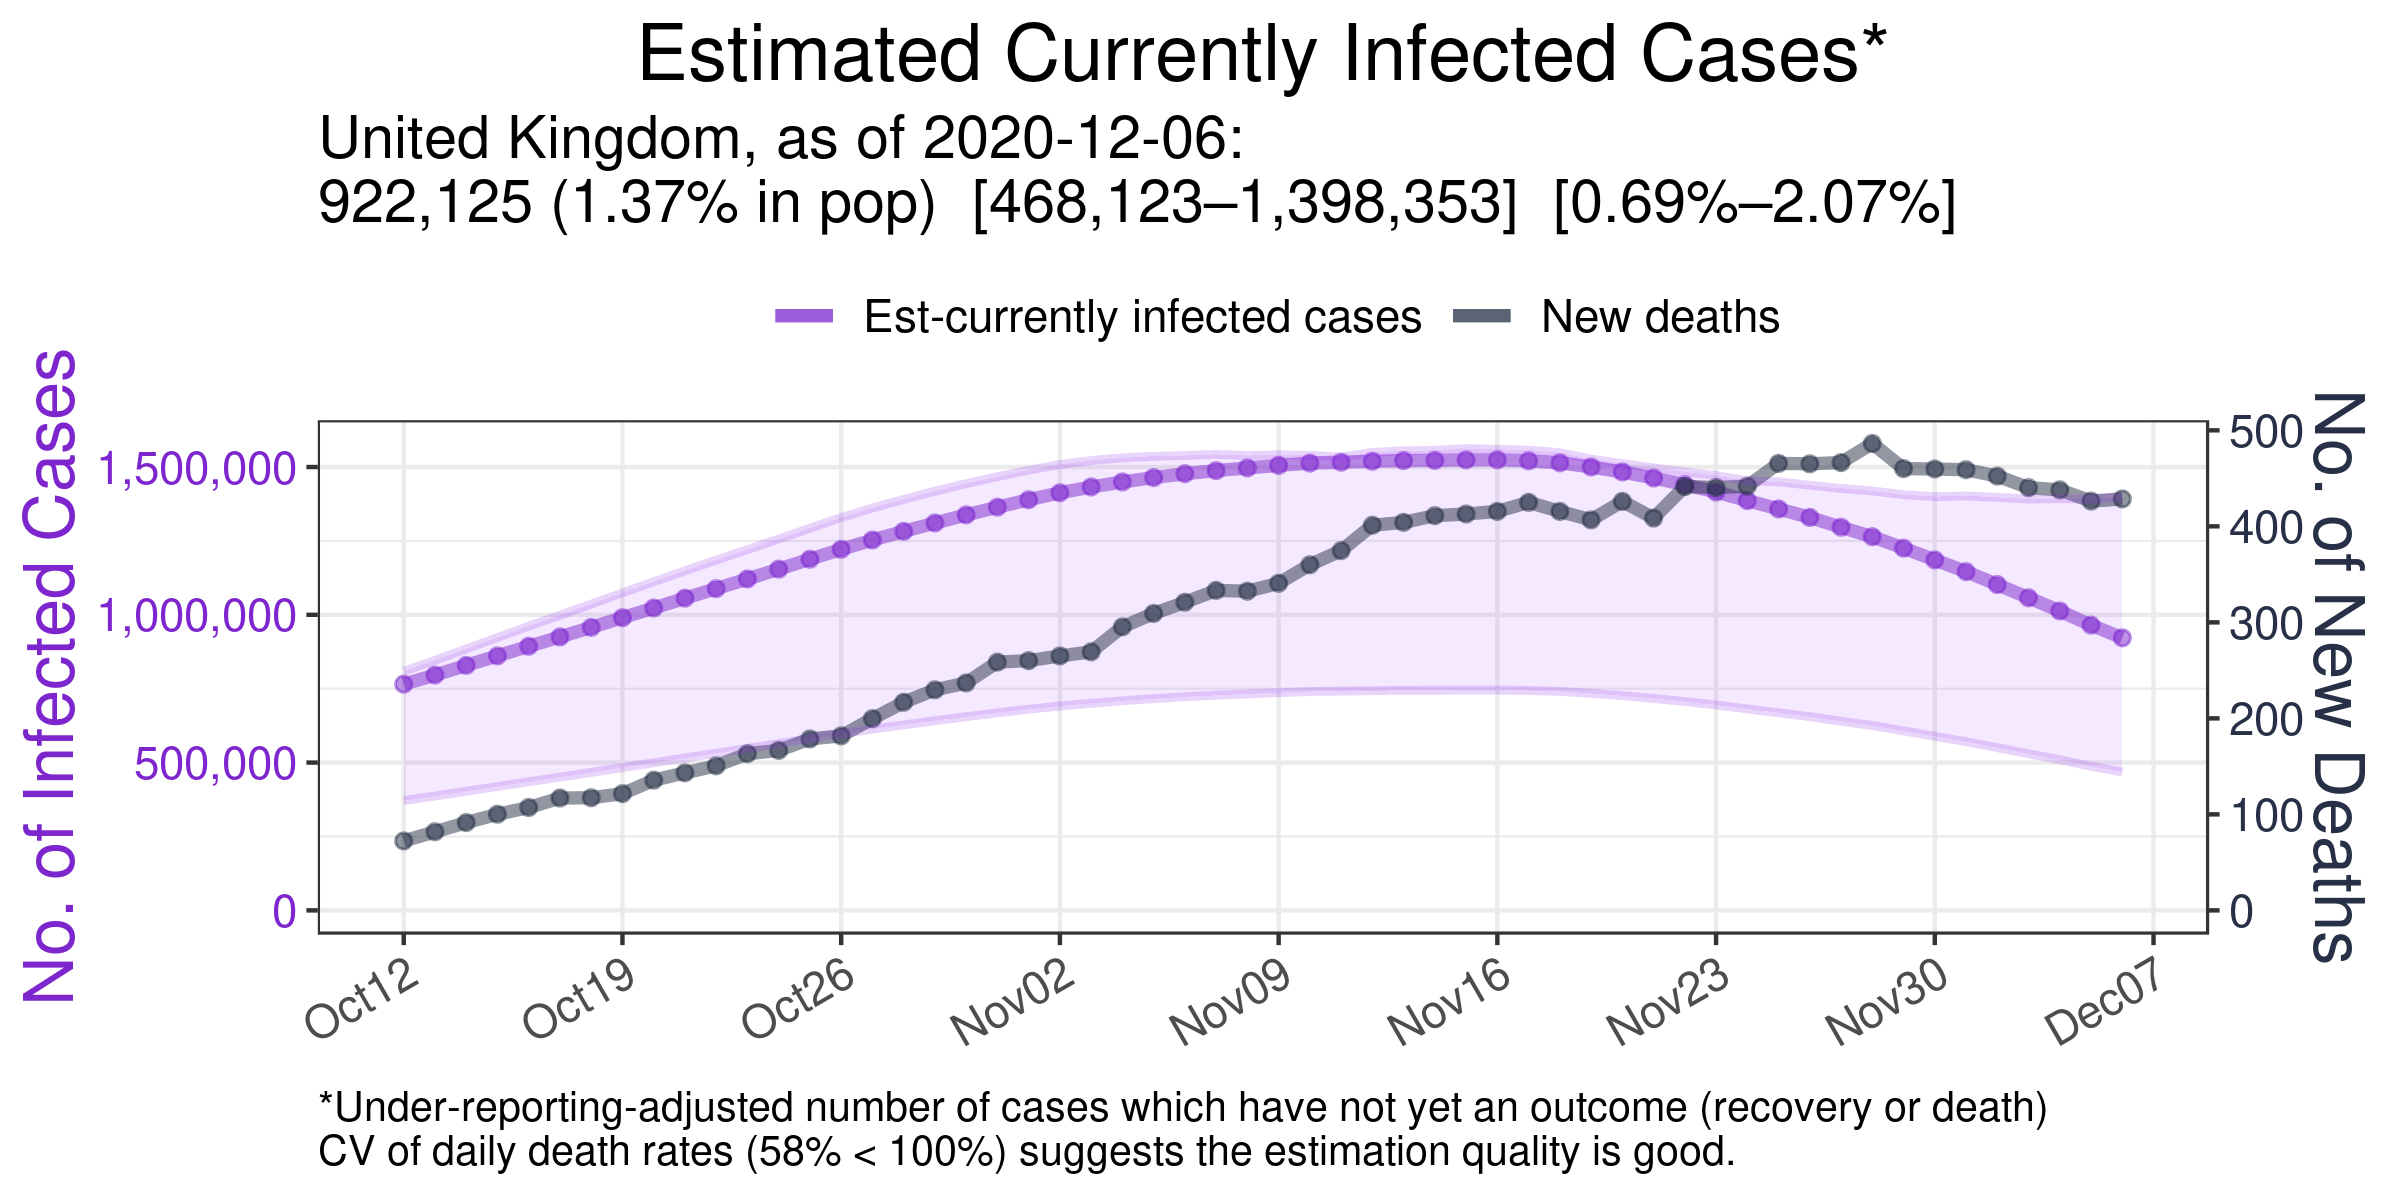 Estimated Currently Infected Cases*
United Kingdom, as of 2020-12-06:
922,125 (1.37% in pop)  [468,123–1,398,353]  [0.69%–2.07%]
Est-currently infected cases
New deaths
No. of Infected Cases
1,500,000
1,000,000
500,000
0
500
400
300
200
100
0
No. of New Deaths
Oct12
Oct19
Oct26
Nov02
Nov09
Nov16
Nov23
Nov30
Dec07
*Under-reporting-adjusted number of cases which have not yet an outcome (recovery or death)
CV of daily death rates (58% < 100%) suggests the estimation quality is good.